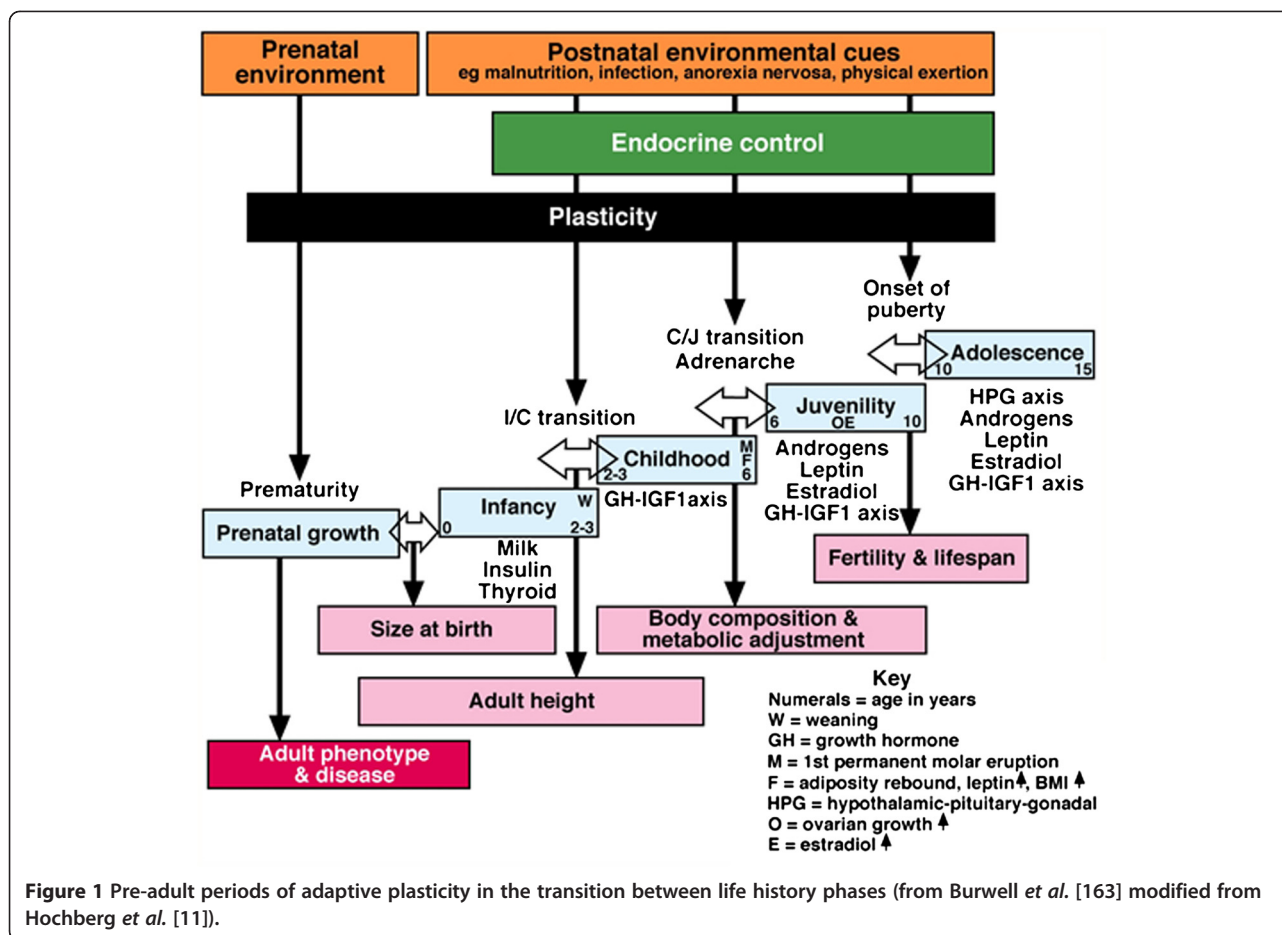 Prenatal
environment
Postnatal environmental cues
eg malnutrition, infection, anorexia nervosa, physical exertion
Endocrine control
Plasticity
Onset of
puberty
C/J transition
Adrenarche
Adolescence
10 15
HPG axis
Androgens
Leptin
Estradiol
GH-IGF1 axis
I/C transition
Juvenility
6 OE 10
Androgens
Leptin
Estradiol
GH-IGF1 axis
Childhood
M
F
2-3 6
GH-IGF1axis
Prematurity
Prenatal growth
Infancy W
0 2-3
Milk
Insulin
Thyroid
Fertility & lifespan
Size at birth
Body composition &
metabolic adjustment
Adult height
Adult phenotype
& disease
Key
Numerals = age in years
W = weaning
GH = growth hormone
M = 1st permanent molar eruption
F = adiposity rebound, leptin↑, BMI ↑
HPG = hypothalamic-pituitary-gonadal
O = ovarian growth ↑
E = estradiol ↑
Figure 1 Pre-adult periods of adaptive plasticity in the transition between life history phases (from Burwell et al. [163] modified from
Hochberg et al. [11]).